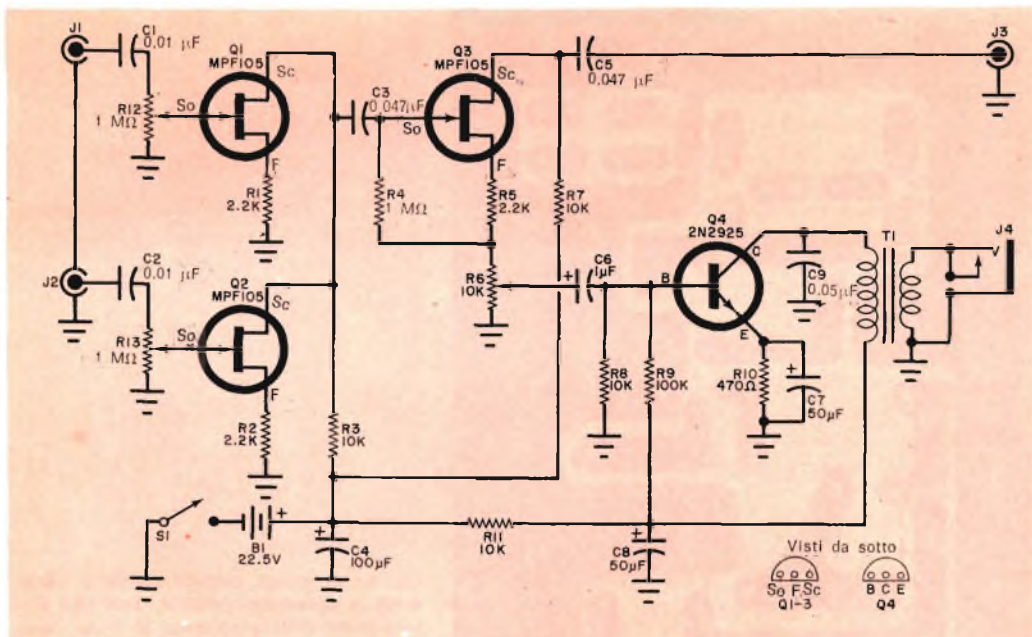 J1
C1
0.01 µF
R12
1 MΩ
So
Q1
MPF105
Sc
F
R1
2.2K
J2
C2
0.01 µF
R13
1 MΩ
So
Q2
MPF105
Sc
F
R2
2.2K
C3
0.047µF
So
Q3
MPF105
Sc
F
R4
1 MΩ
R5
2.2K
R6
10K
C5
0.047 µF
R7
10K
J3
C6
1µF
+
R8
10K
R9
100K
Q4
2N2925
B
C
E
R10
470Ω
+
C7
50µF
C9
0.05µF
T1
J4
V
R3
10K
S1
B1
22.5V
+
+
C4
100µF
R11
10K
+
C8
50µF
Visti da sotto
So F Sc
Q1-3
B C E
Q4